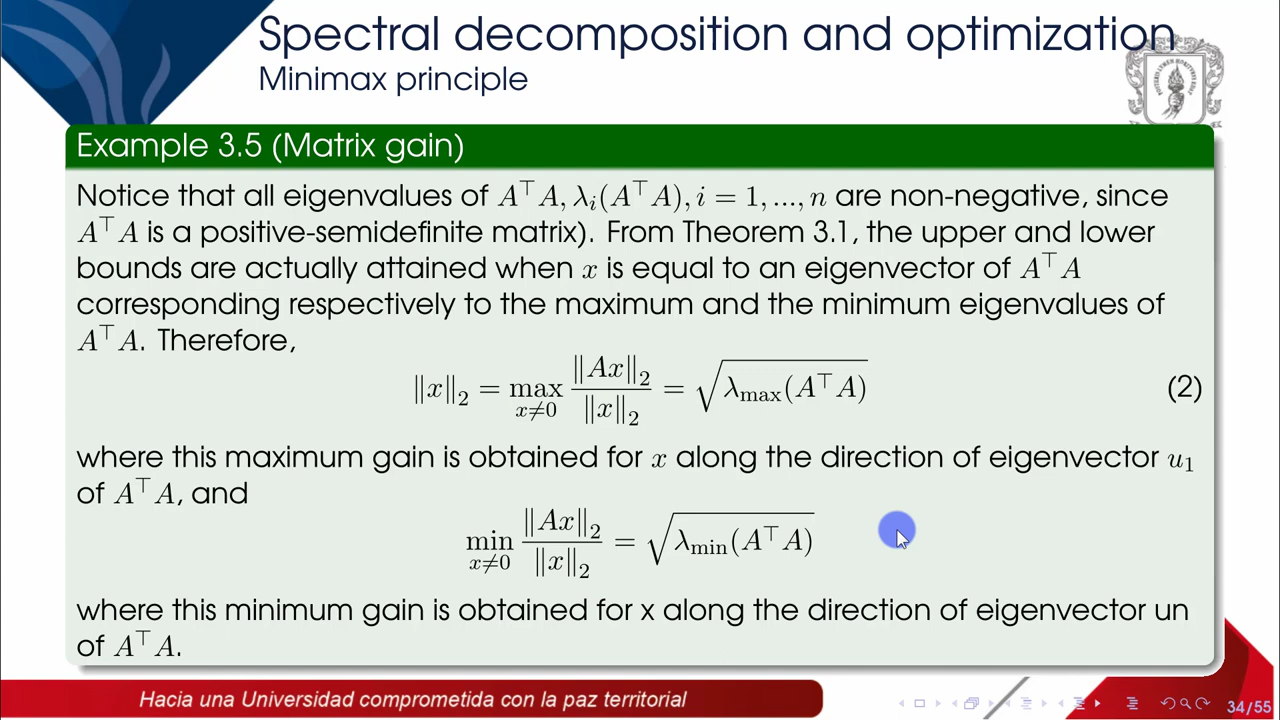 Spectral decomposition and optimization
Minimax principle
Example 3.5 (Matrix gain)
Notice that all eigenvalues of A⊤A, λi(A⊤A), i = 1, ..., n are non-negative, since
A⊤A is a positive-semidefinite matrix). From Theorem 3.1, the upper and lower
bounds are actually attained when x is equal to an eigenvector of A⊤A
corresponding respectively to the maximum and the minimum eigenvalues of
A⊤A. Therefore,
‖x‖₂ = max x≠0 ‖Ax‖₂ / ‖x‖₂ = √λmax(A⊤A) (2)
where this maximum gain is obtained for x along the direction of eigenvector u₁
of A⊤A, and
min x≠0 ‖Ax‖₂ / ‖x‖₂ = √λmin(A⊤A)
where this minimum gain is obtained for x along the direction of eigenvector un
of A⊤A.
Hacia una Universidad comprometida con la paz territorial
34/55